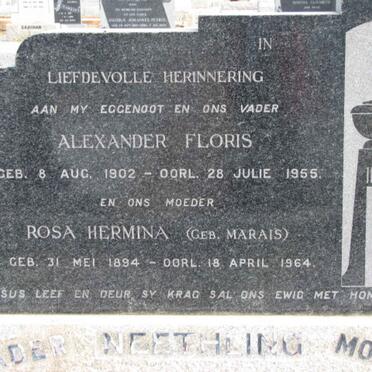 IN
LIEFDEVOLLE HERINNERING
AAN MY EGGENOOT EN ONS VADER
ALEXANDER FLORIS
GEB. 8 AUG. 1902 – OORL. 28 JULIE 1955.
EN ONS MOEDER
ROSA HERMINA (GEB. MARAIS)
GEB. 31 MEI 1894 – OORL. 18 APRIL 1964.
SUS LEEF EN DEUR SY KRAG SAL ONS EWIG MET HOM
ADER NEETHLING MO